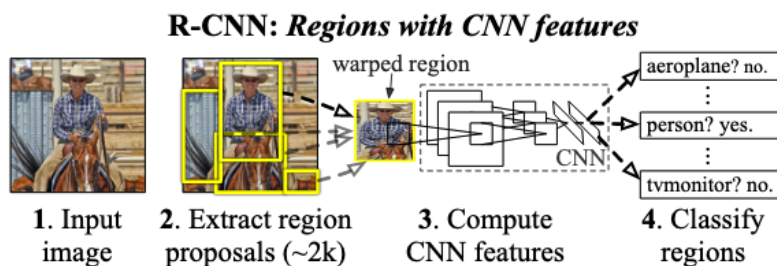 R-CNN: Regions with CNN features
warped region
aeroplane? no.
person? yes.
tvmonitor? no.
CNN
1. Input
image
2. Extract region
proposals (~2k)
3. Compute
CNN features
4. Classify
regions